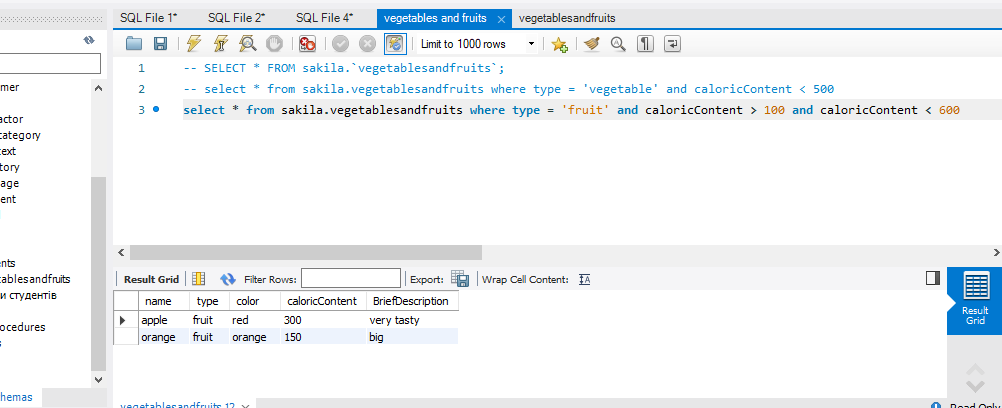 SQL File 1* SQL File 2* SQL File 4* vegetables and fruits vegetablesandfruits
Limit to 1000 rows
1 -- SELECT * FROM sakila.`vegetablesandfruits`;
2 -- select * from sakila.vegetablesandfruits where type = 'vegetable' and caloricContent < 500
3 select * from sakila.vegetablesandfruits where type = 'fruit' and caloricContent > 100 and caloricContent < 600
mer
actor
category
text
tory
age
ent
nts
ablesandfruits
и студентів
ocedures
s
hemas
Result Grid Filter Rows: Export: Wrap Cell Content:
name type color caloricContent BriefDescription
apple fruit red 300 very tasty
orange fruit orange 150 big
Result
Grid
vegetablesandfruits 12
Read Only